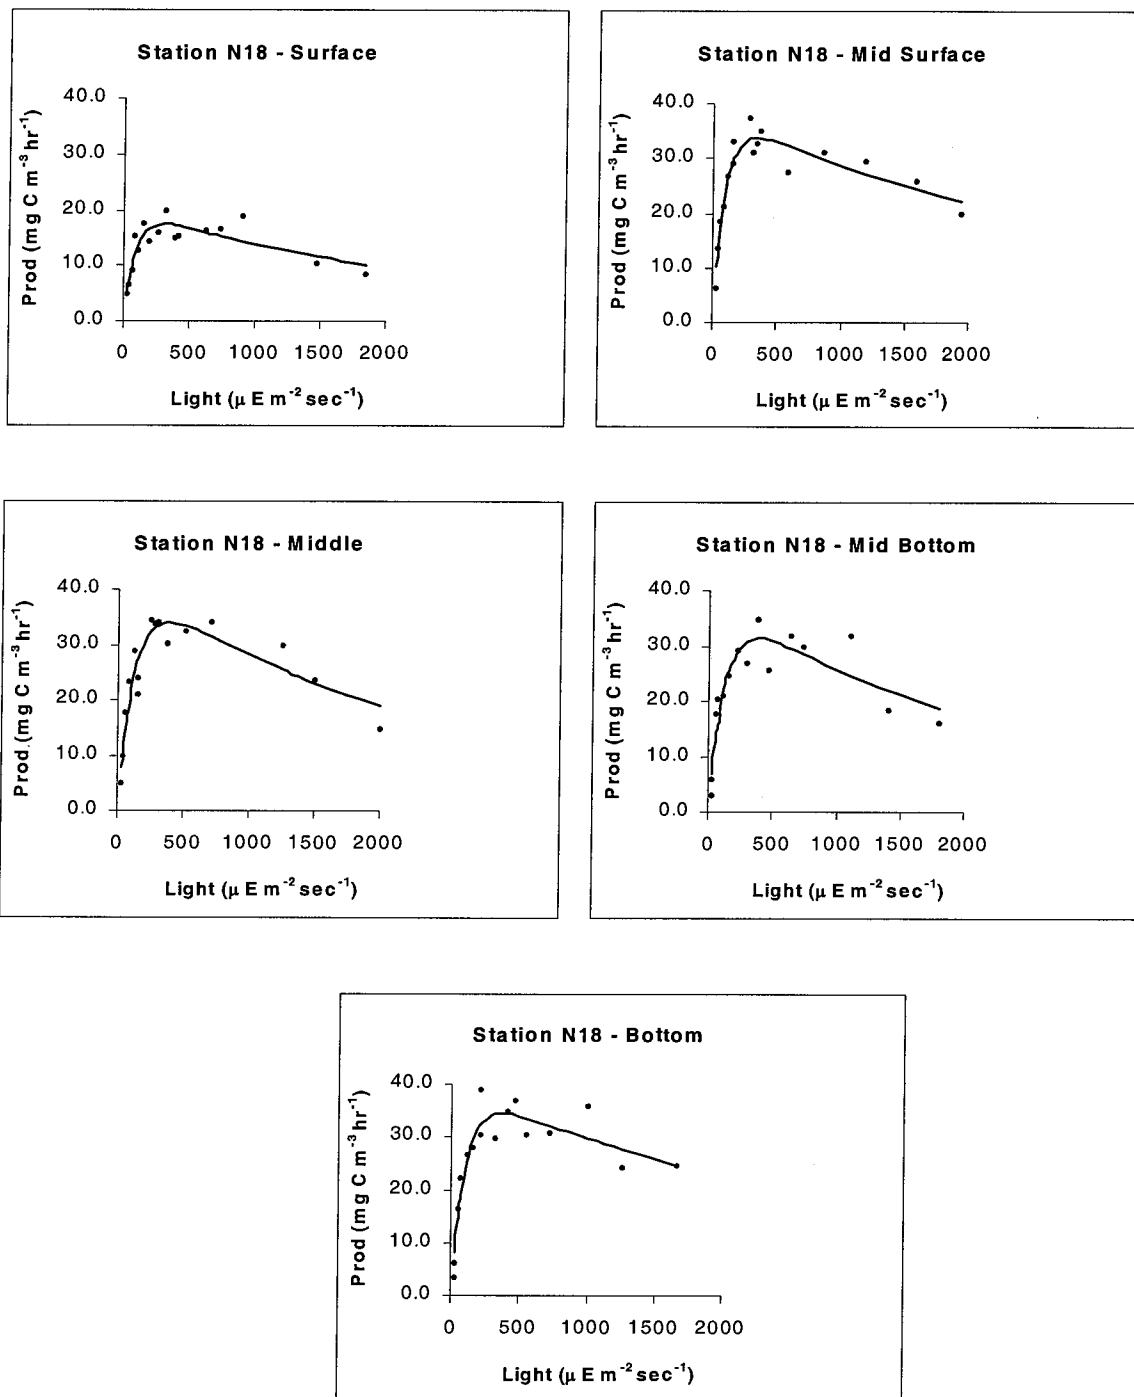 Station N18 - Surface
Prod (mg C m-3 hr-1)
40.0
30.0
20.0
10.0
0.0
0 500 1000 1500 2000
Light (μ E m-2 sec-1)
Station N18 - Mid Surface
Prod (mg C m-3 hr-1)
40.0
30.0
20.0
10.0
0.0
0 500 1000 1500 2000
Light (μ E m-2 sec-1)
Station N18 - Middle
Prod. (mg C m-3 hr-1)
40.0
30.0
20.0
10.0
0.0
0 500 1000 1500 2000
Light (μ E m-2 sec-1)
Station N18 - Mid Bottom
Prod (mg C m-3 hr-1)
40.0
30.0
20.0
10.0
0.0
0 500 1000 1500 2000
Light (μ E m-2 sec-1)
Station N18 - Bottom
Prod (mg C m-3 hr-1)
40.0
30.0
20.0
10.0
0.0
0 500 1000 1500 2000
Light (μ E m-2 sec-1)